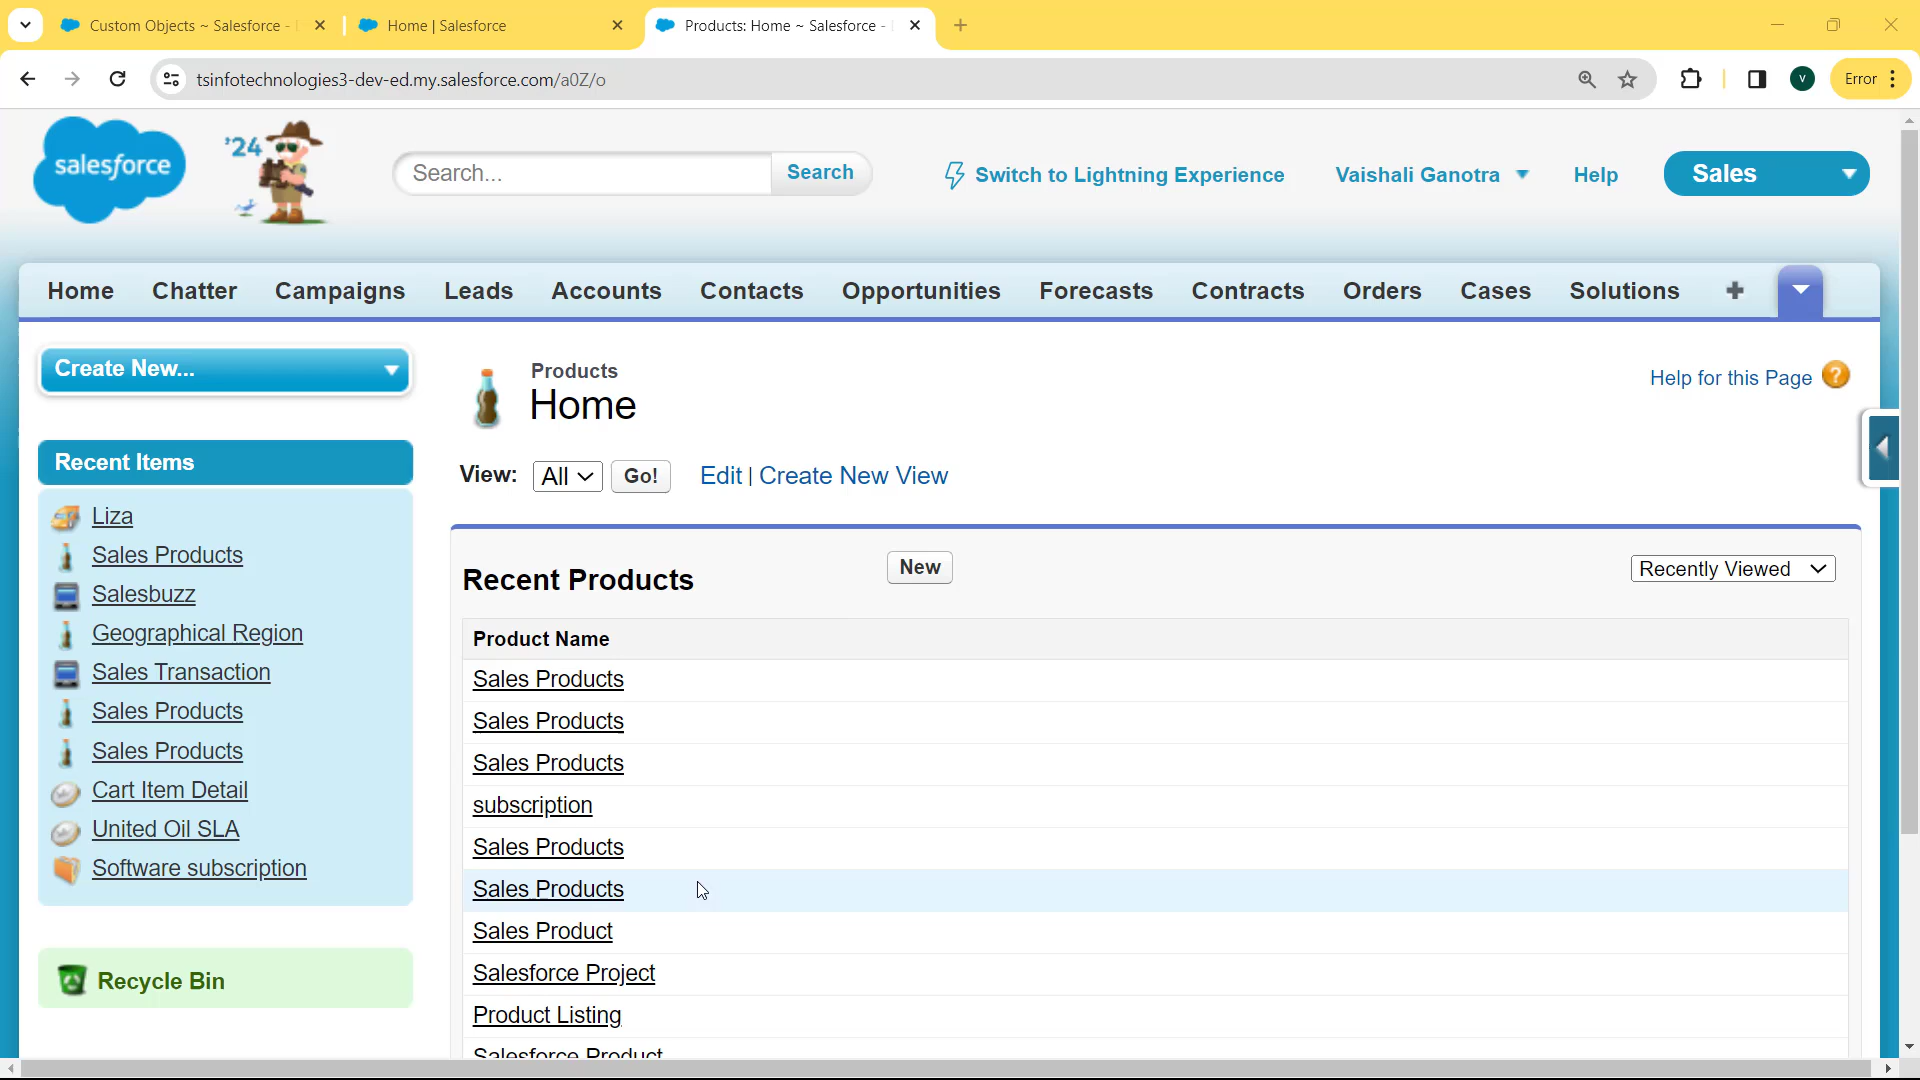 Custom Objects ~ Salesforce -
Home | Salesforce
Products: Home ~ Salesforce -
tsinfotechnologies3-dev-ed.my.salesforce.com/a0Z/o
V
Error
salesforce
'24
Search...
Search
Switch to Lightning Experience
Vaishali Ganotra
Help
Sales
Home
Chatter
Campaigns
Leads
Accounts
Contacts
Opportunities
Forecasts
Contracts
Orders
Cases
Solutions
Create New...
Recent Items
Liza
Sales Products
Salesbuzz
Geographical Region
Sales Transaction
Sales Products
Sales Products
Cart Item Detail
United Oil SLA
Software subscription
Recycle Bin
Products
Home
Help for this Page
View: All Go! Edit | Create New View
Recent Products
New
Recently Viewed
Product Name
Sales Products
Sales Products
Sales Products
subscription
Sales Products
Sales Products
Sales Product
Salesforce Project
Product Listing
Salesforce Product